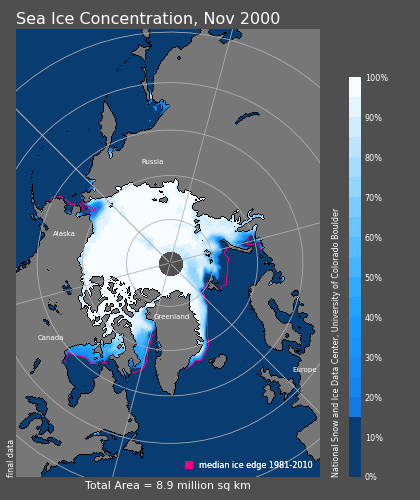 Sea Ice Concentration, Nov 2000
Russia
Alaska
Canada
Greenland
Europe
100%
90%
80%
70%
60%
50%
40%
30%
20%
10%
0%
National Snow and Ice Data Center, University of Colorado Boulder
final data
median ice edge 1981-2010
Total Area = 8.9 million sq km